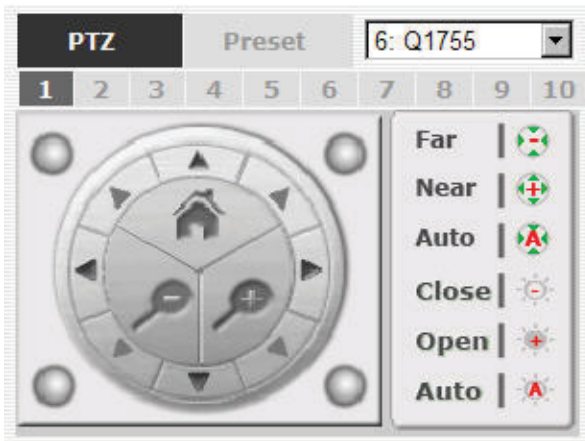 PTZ Preset 6: Q1755
1 2 3 4 5 6 7 8 9 10
Far
Near
Auto
Close
Open
Auto